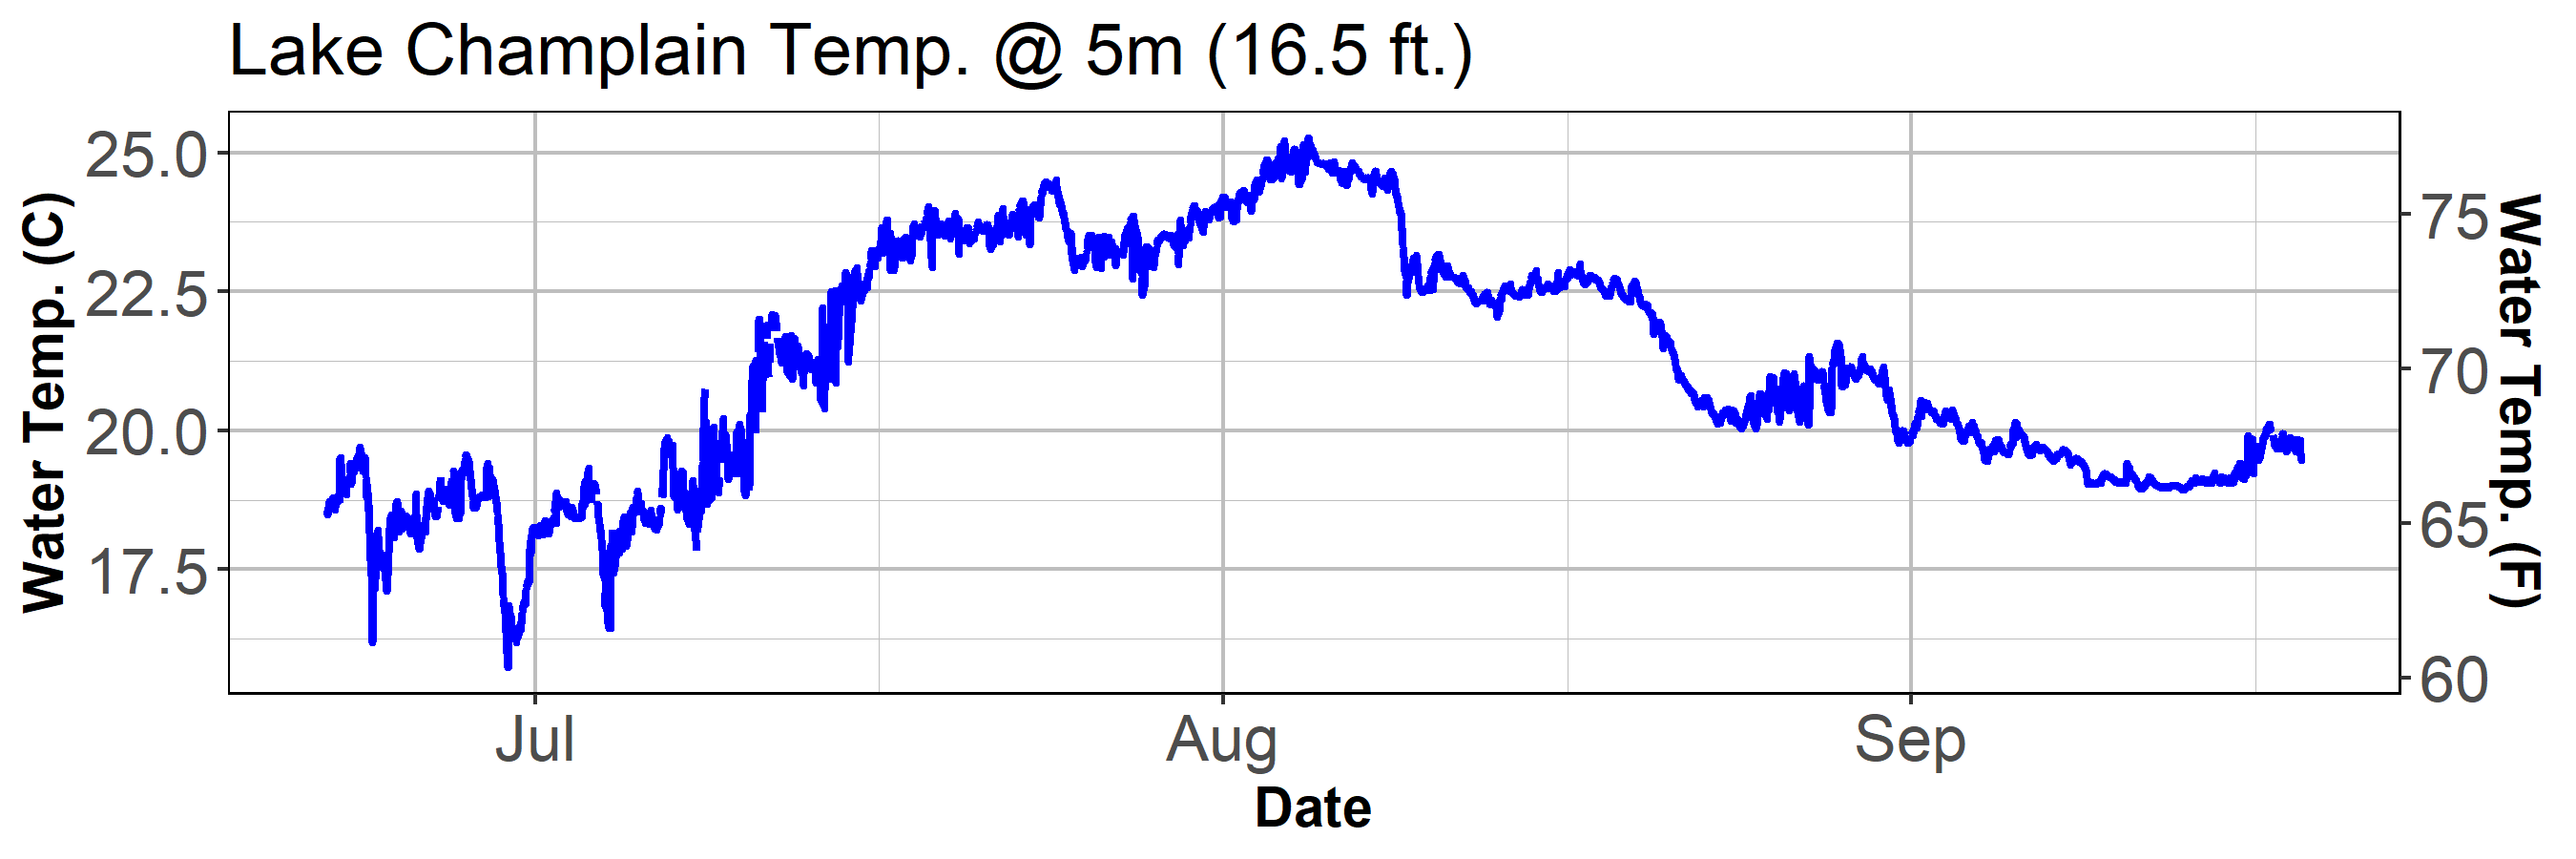 Lake Champlain Temp. @ 5m (16.5 ft.)
Water Temp. (C)
25.0
22.5
20.0
17.5
75
70
65
60
Water Temp. (F)
Jul Aug Sep
Date